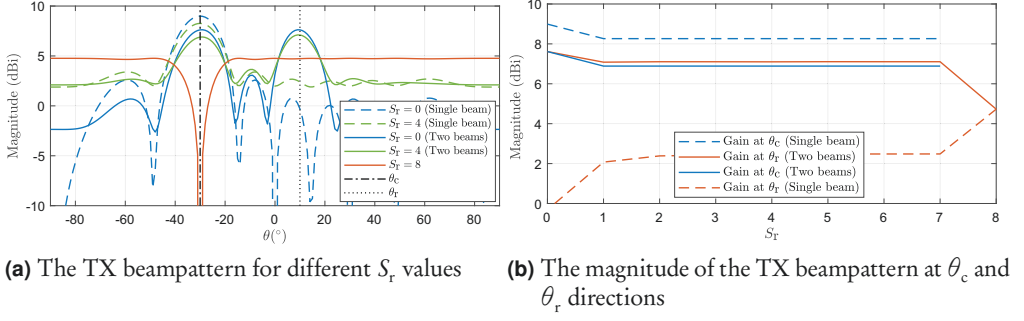 10
5
0
-5
10
Magnitude (dBi)
-80 -60 -40 -20 0 20 40 60 80
θ(°)
S_r = 0 (Single beam)
S_r = 4 (Single beam)
S_r = 0 (Two beams)
S_r = 4 (Two beams)
S_r = 8
θ_c
θ_r
(a) The TX beampattern for different S_r values
10
8
6
4
2
0
Magnitude (dBi)
0 1 2 3 4 5 6 7 8
S_r
Gain at θ_c (Single beam)
Gain at θ_r (Two beams)
Gain at θ_c (Two beams)
Gain at θ_r (Single beam)
(b) The magnitude of the TX beampattern at θ_c and
θ_r directions